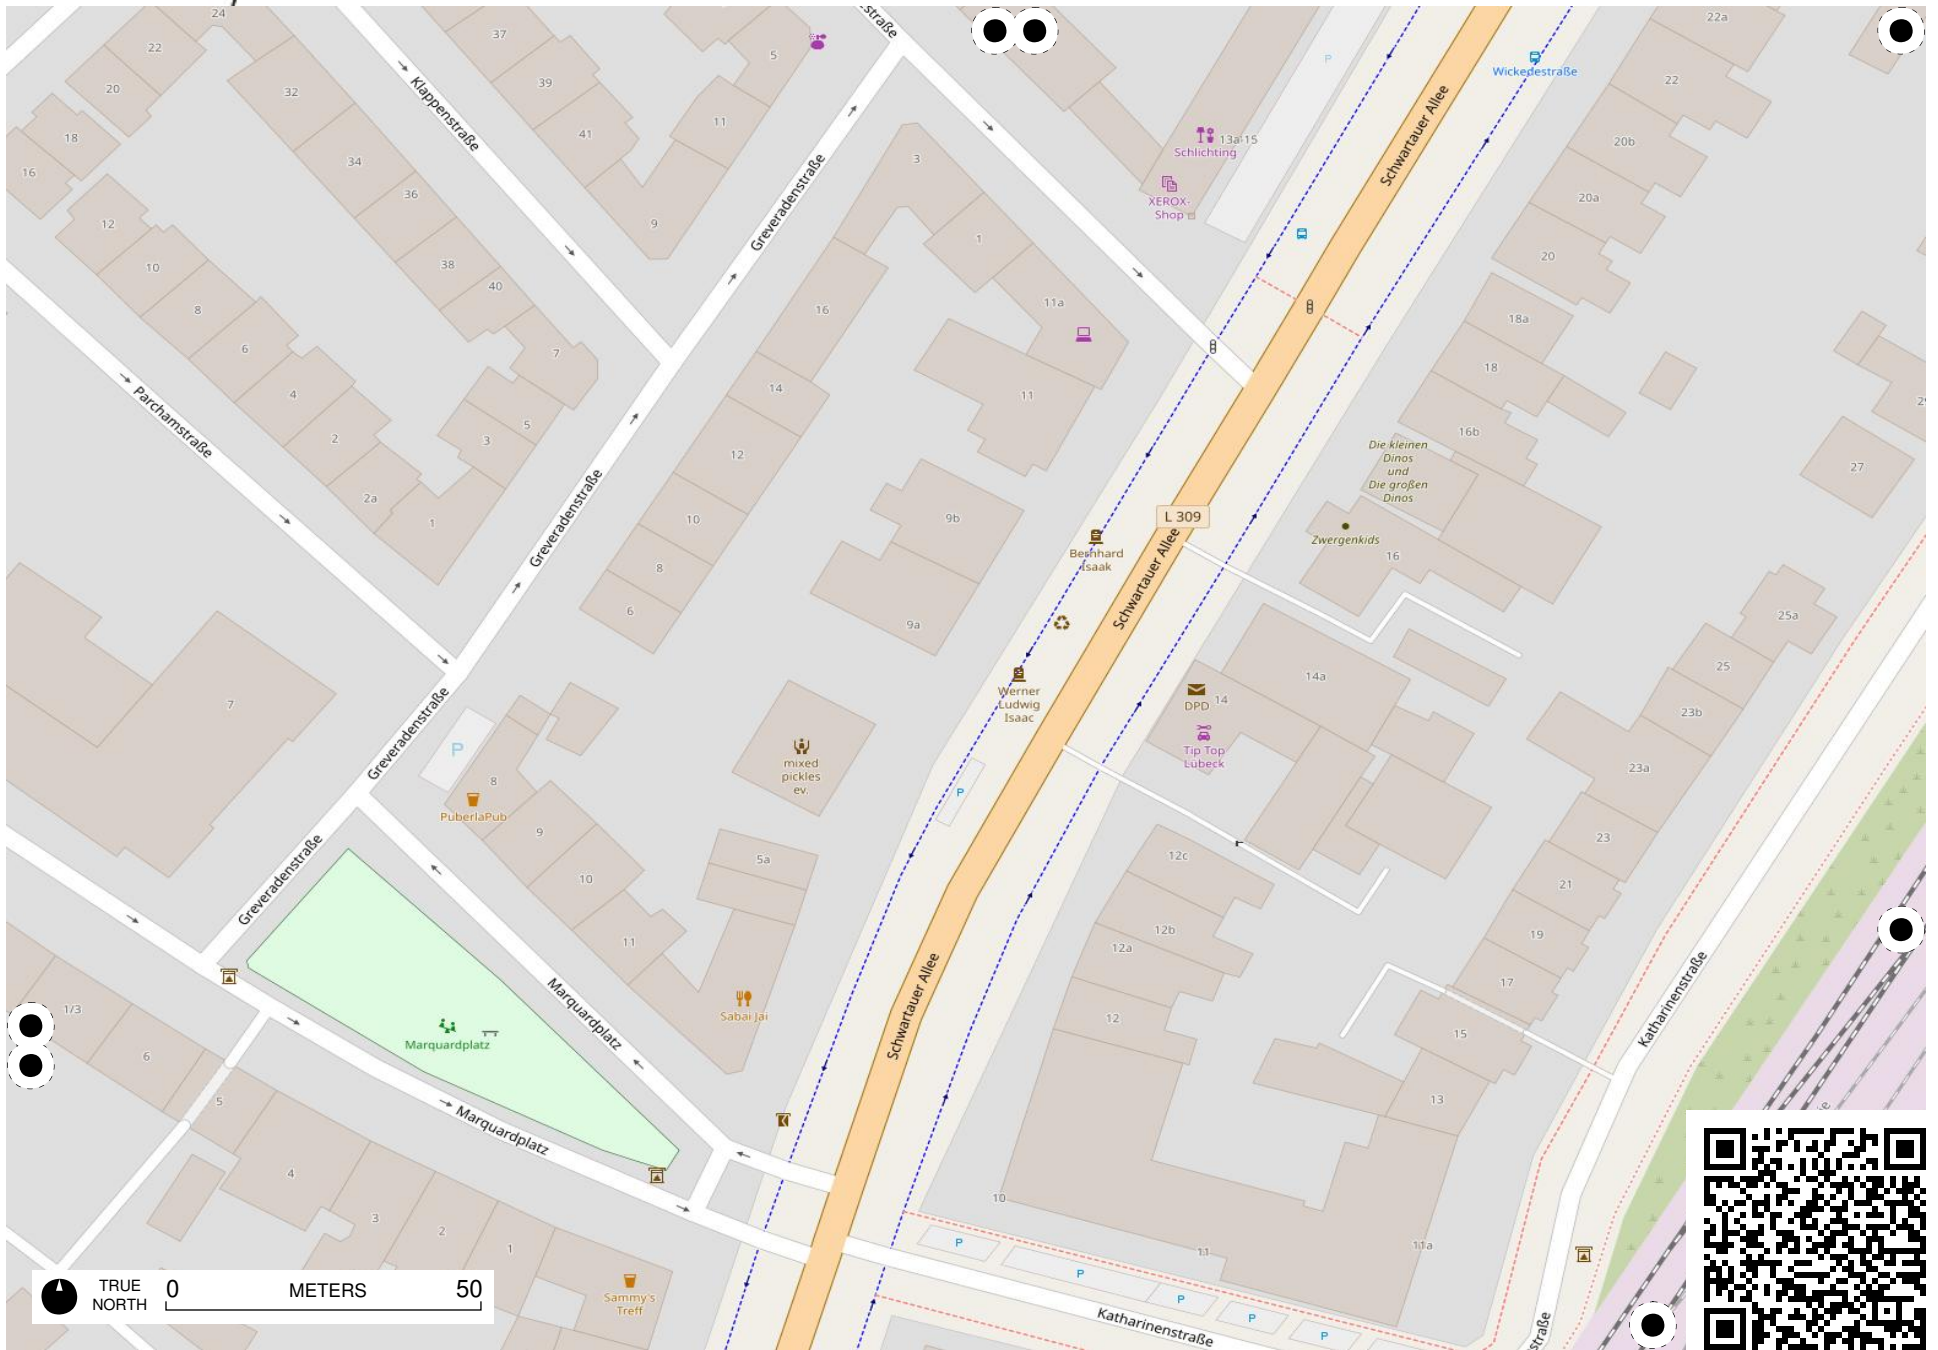 24
22
20
18
16
32
37
39
41
5
11
9
Klappenstraße
34
36
38
40
7
straße
22a
22
20b
20a
20
Wickedestraße
Schwartauer Allee
Schlichting
13a-15
XEROX-
Shop
3
1
11a
11
Greveradenstraße
16
14
12
10
8
6
12
10
8
6
4
2
2a
1
3
5
Parchamstraße
Greveradenstraße
18a
18
16b
Die kleinen
Dinos
und
Die großen
Dinos
Zwergenkids
16
27
L 309
9b
9a
Bernhard
Isaak
Schwartauer Allee
Werner
Ludwig
Isaac
14a
14
DPD
Tip Top
Lübeck
25a
25
23b
23a
23
21
19
17
15
13
7
Greveradenstraße
P
8
PuberlaPub
9
10
11
mixed
pickles
ev.
5a
P
Sabai Jai
Greveradenstraße
12c
12b
12a
12
Schwartauer Allee
Marquardplatz
Marquardplatz
Marquardplatz
1/3
6
5
4
3
2
1
Katharinenstraße
10
11
11a
P
P
P
P
P
P
Katharinenstraße
straße
Sammy's
Treff
TRUE
NORTH
0 METERS 50